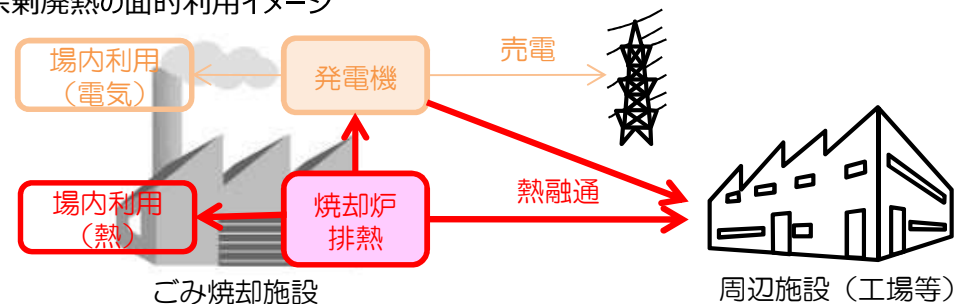 余剰廃熱の面的利用イメージ
場内利用
（電気）
発電機
売電
場内利用
（熱）
焼却炉
排熱
熱融通
ごみ焼却施設
周辺施設（工場等）